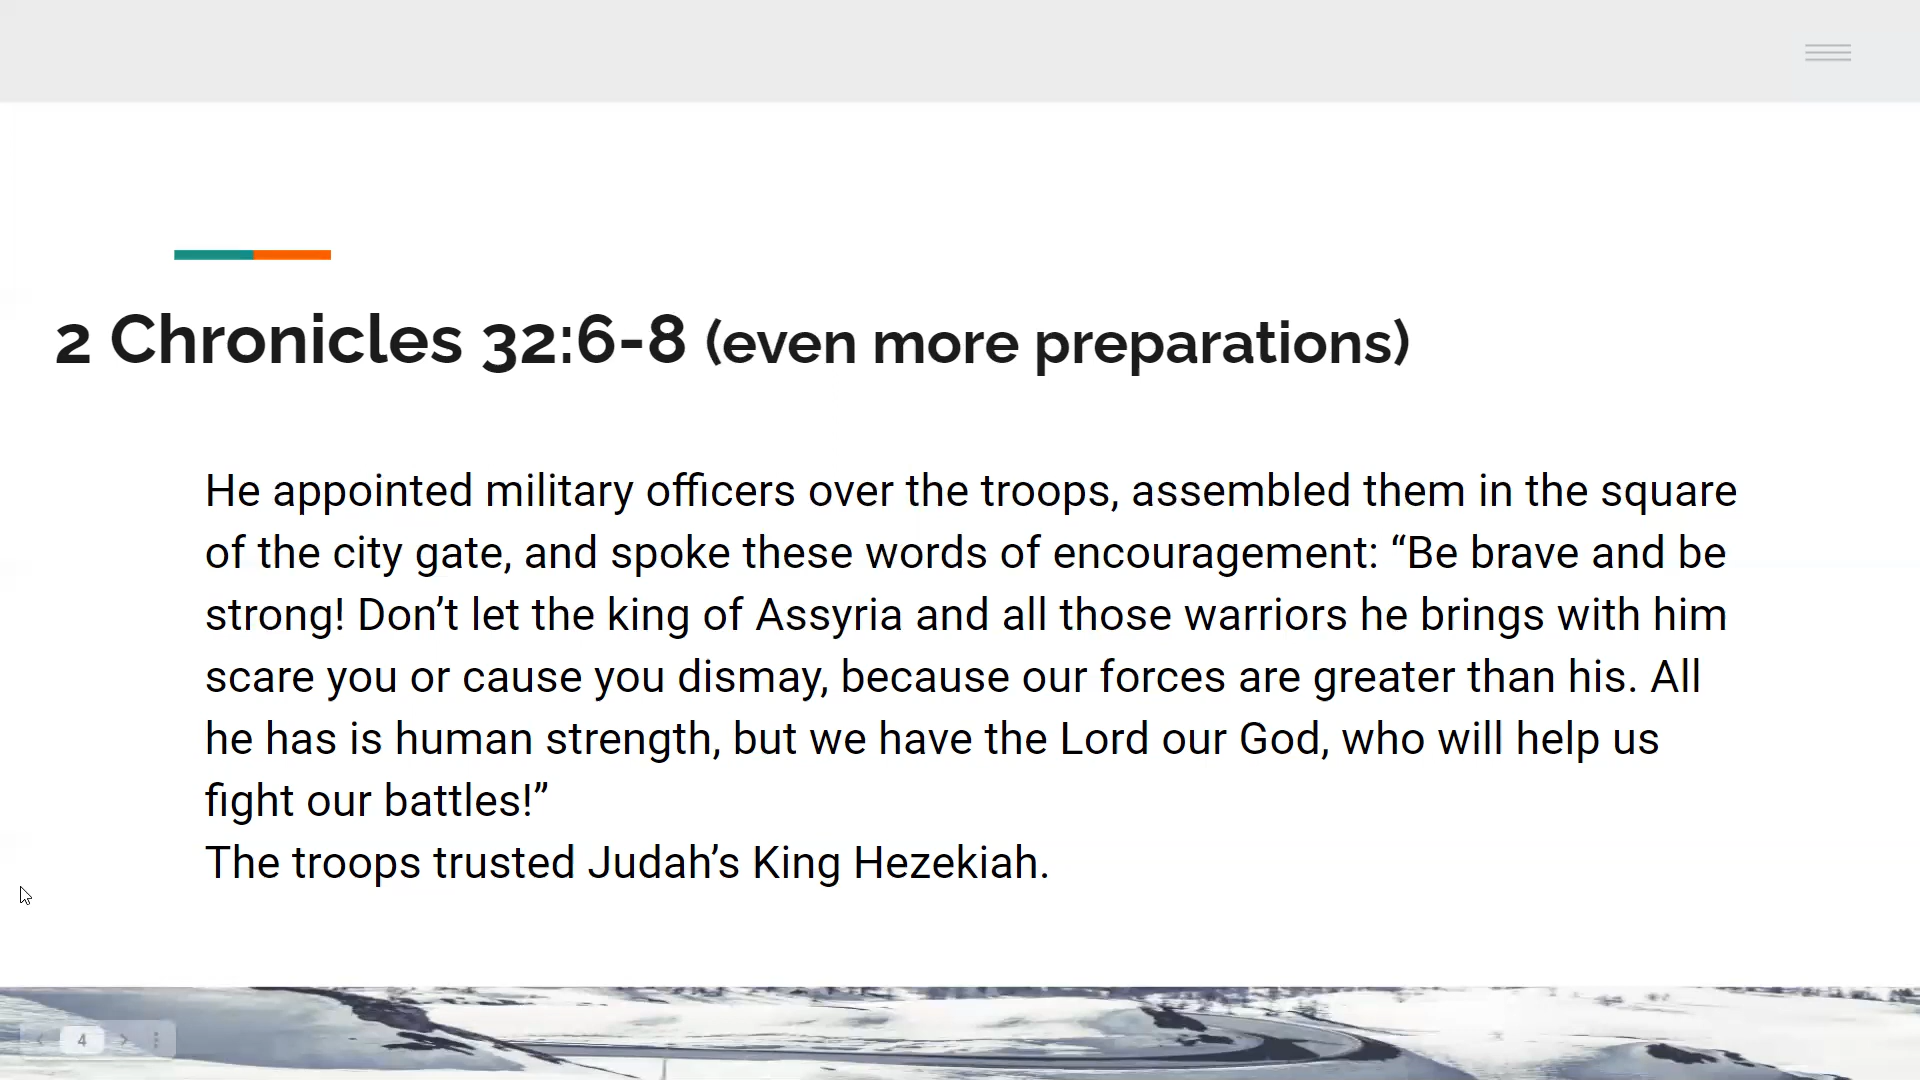 2 Chronicles 32:6-8 (even more preparations)
He appointed military officers over the troops, assembled them in the square
of the city gate, and spoke these words of encouragement: “Be brave and be
strong! Don’t let the king of Assyria and all those warriors he brings with him
scare you or cause you dismay, because our forces are greater than his. All
he has is human strength, but we have the Lord our God, who will help us
fight our battles!”
The troops trusted Judah’s King Hezekiah.
4